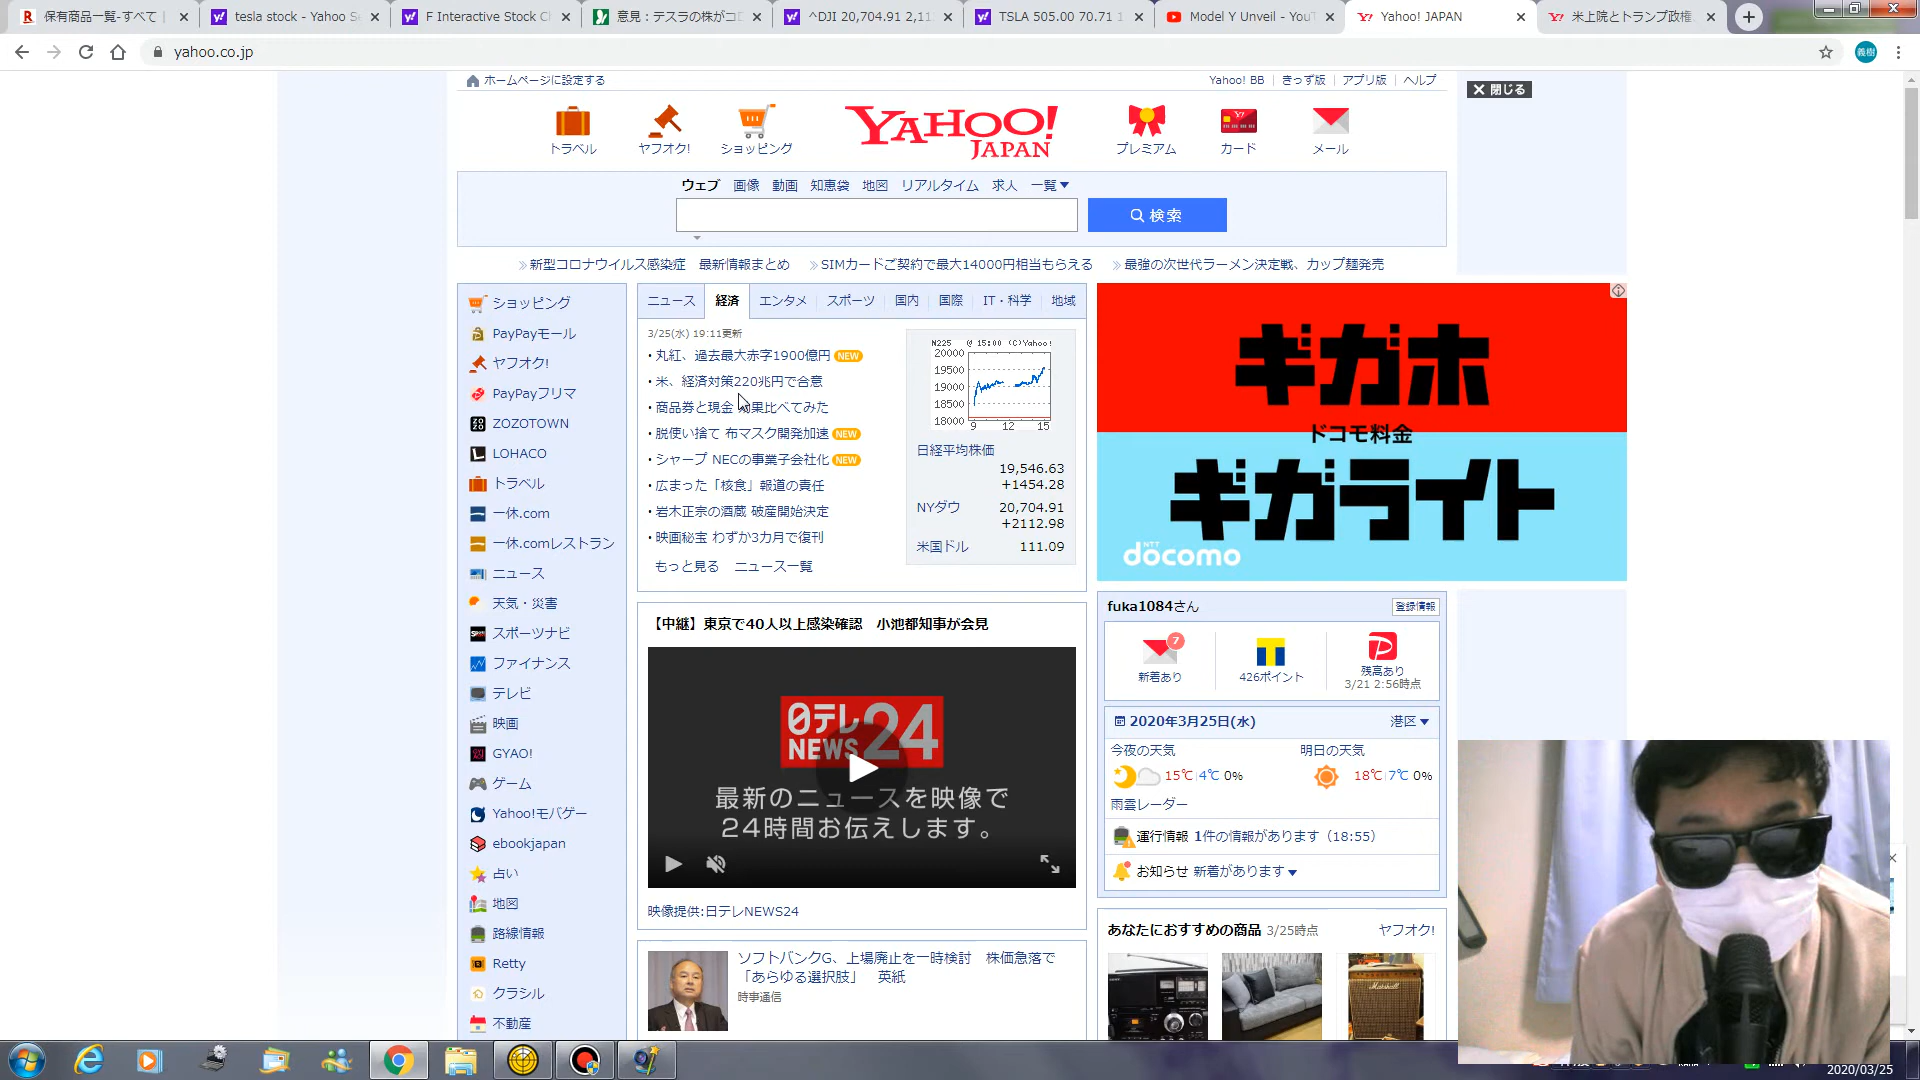 保有商品一覧-すべて |
tesla stock - Yahoo Se
F Interactive Stock Ch
意見：テスラの株がコロ
^DJI 20,704.91 2,11
TSLA 505.00 70.71 1
Model Y Unveil - YouT
Yahoo! JAPAN
米上院とトランプ政権、
yahoo.co.jp
義樹
ホームページに設定する
Yahoo! BB
きっず版
アプリ版
ヘルプ
閉じる
トラベル
ヤフオク!
ショッピング
YAHOO! JAPAN
プレミアム
カード
メール
ウェブ 画像 動画 知恵袋 地図 リアルタイム 求人 一覧▼
検索
新型コロナウイルス感染症 最新情報まとめ
SIMカードご契約で最大14000円相当もらえる
最強の次世代ラーメン決定戦、カップ麺発売
ショッピング
PayPayモール
ヤフオク!
PayPayフリマ
ZOZOTOWN
LOHACO
トラベル
一休.com
一休.comレストラン
ニュース
天気・災害
スポーツナビ
ファイナンス
テレビ
映画
GYAO!
ゲーム
Yahoo!モバゲー
ebookjapan
占い
地図
路線情報
Retty
クラシル
不動産
ニュース 経済 エンタメ スポーツ 国内 国際 IT・科学 地域
3/25(水) 19:11更新
・丸紅、過去最大赤字1900億円 NEW
・米、経済対策220兆円で合意
・商品券と現金 果比べてみた
・脱使い捨て 布マスク開発加速 NEW
・シャープ NECの事業子会社化 NEW
・広まった「核食」報道の責任
・岩木正宗の酒蔵 破産開始決定
・映画秘宝 わずか3カ月で復刊
もっと見る ニュース一覧
N225 @ 15:00 (C)Yahoo!
20000
19500
19000
18500
18000
9 12 15
日経平均株価
19,546.63
+1454.28
NYダウ 20,704.91
+2112.98
米国ドル 111.09
【中継】東京で40人以上感染確認 小池都知事が会見
日テレ
NEWS 24
最新のニュースを映像で
24時間お伝えします。
映像提供:日テレNEWS24
ソフトバンクG、上場廃止を一時検討 株価急落で
「あらゆる選択肢」 英紙
時事通信
ギガホ
ドコモ料金
ギガライト
NTT
docomo
fuka1084さん
登録情報
7
新着あり
426ポイント
残高あり
3/21 2:56時点
2020年3月25日(水)
港区▼
今夜の天気
15℃ 4℃ 0%
明日の天気
18℃ 7℃ 0%
雨雲レーダー
運行情報 1件の情報があります（18:55）
お知らせ 新着があります▼
あなたにおすすめの商品 3/25時点
ヤフオク!
Marshall
2020/03/25